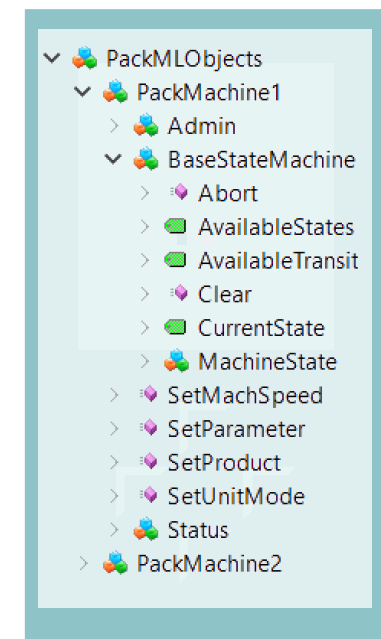 PackMLObjects
PackMachine1
Admin
BaseStateMachine
Abort
AvailableStates
AvailableTransit
Clear
CurrentState
MachineState
SetMachSpeed
SetParameter
SetProduct
SetUnitMode
Status
PackMachine2